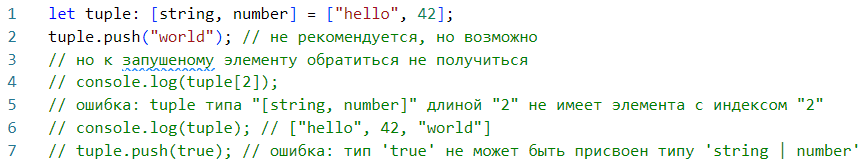 1 let tuple: [string, number] = ["hello", 42];
2 tuple.push("world"); // не рекомендуется, но возможно
3 // но к запушеному элементу обратиться не получиться
4 // console.log(tuple[2]);
5 // ошибка: tuple типа "[string, number]" длиной "2" не имеет элемента с индексом "2"
6 // console.log(tuple); // ["hello", 42, "world"]
7 // tuple.push(true); // ошибка: тип 'true' не может быть присвоен типу 'string | number'